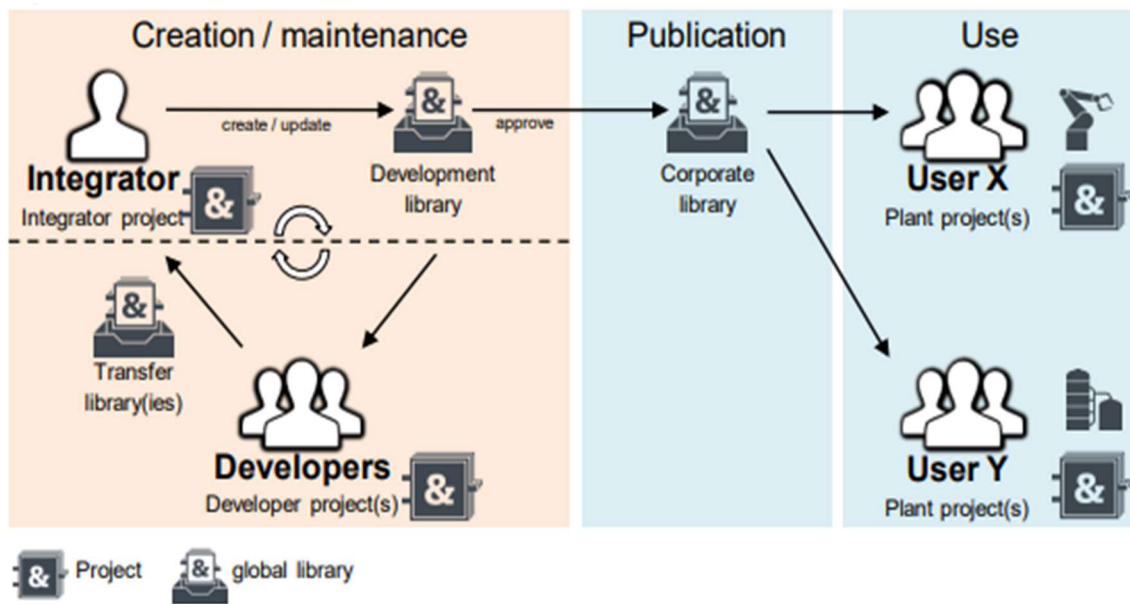 Creation / maintenance
Publication
Use
&
&
create / update
approve
Integrator
Integrator project
&
Development
library
Corporate
library
User X
Plant project(s)
&
&
Transfer
library(ies)
Developers
Developer project(s)
&
User Y
Plant project(s)
&
& Project
& global library